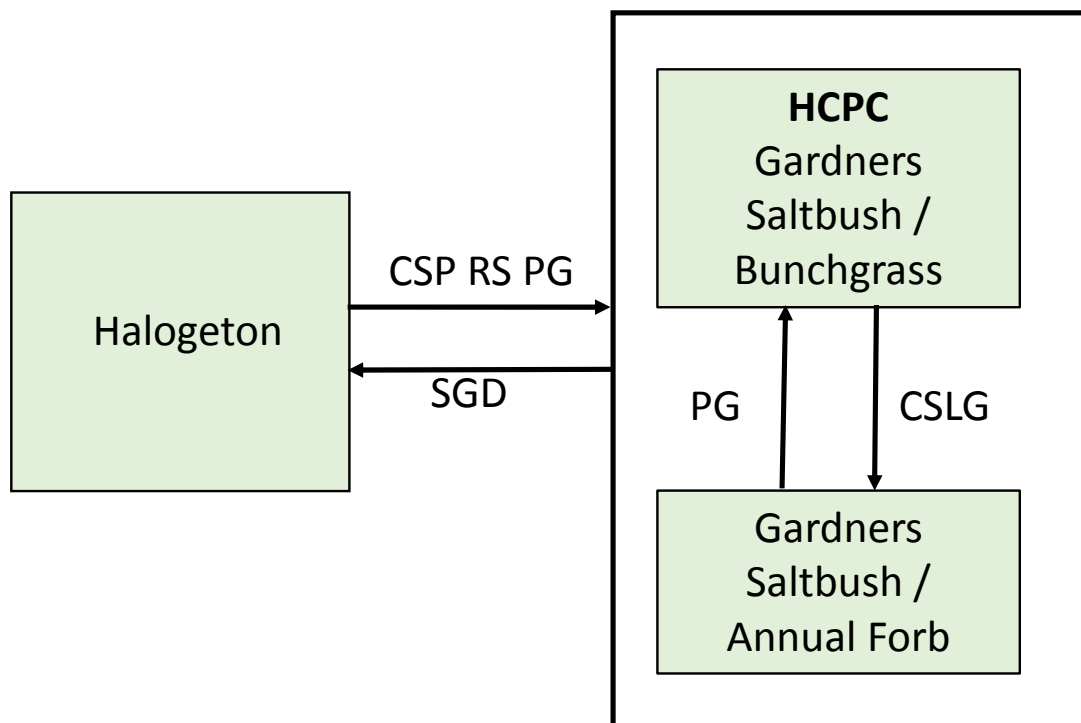 HCPC
Gardners
Saltbush /
Bunchgrass
Halogeton
CSP RS PG
SGD
PG
CSLG
Gardners
Saltbush /
Annual Forb